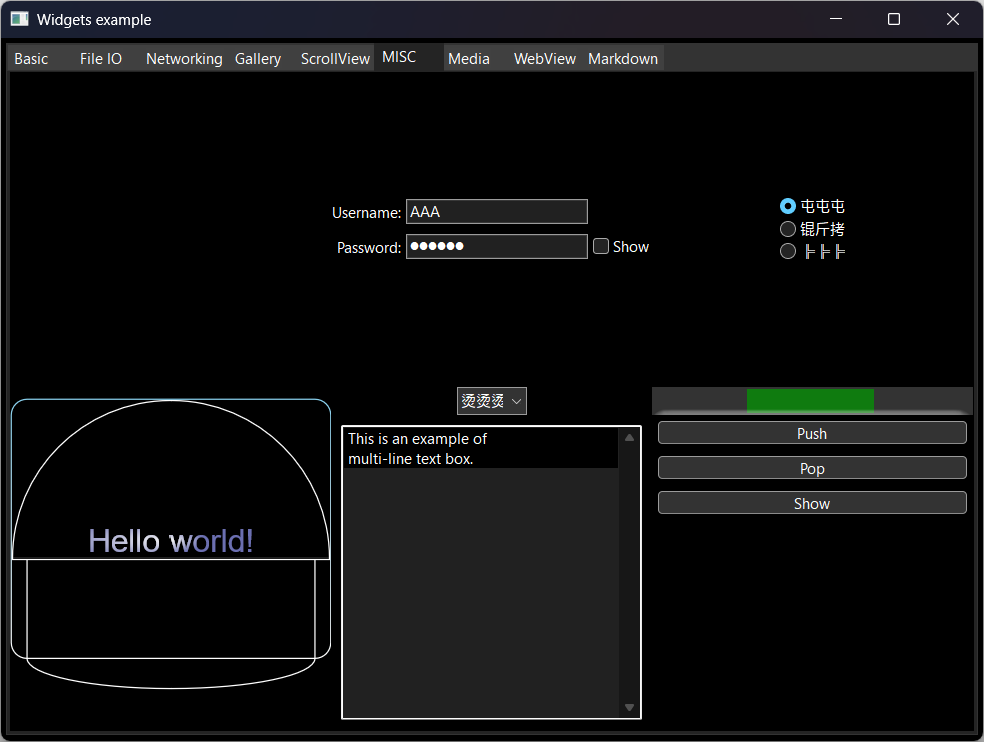 Widgets example
Basic File IO Networking Gallery ScrollView MISC Media WebView Markdown
Username: AAA
Password: ●●●●●● Show
屯屯屯
锟斤拷
╠╠╠
烫烫烫
This is an example of
multi-line text box.
Hello world!
Push
Pop
Show